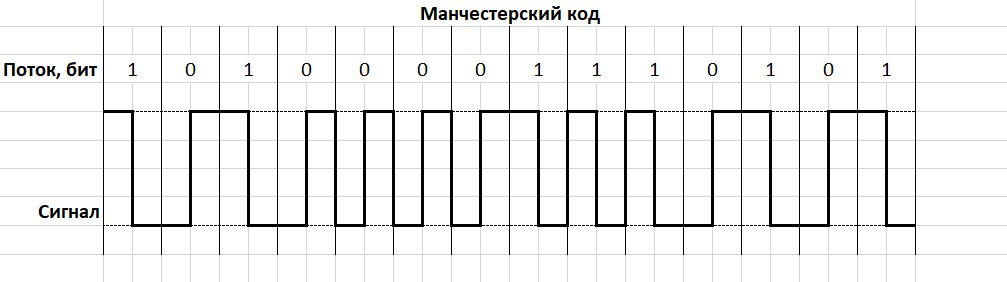 Манчестерский код
Поток, бит 1 0 1 0 0 0 0 1 1 1 0 1 0 1
Сигнал